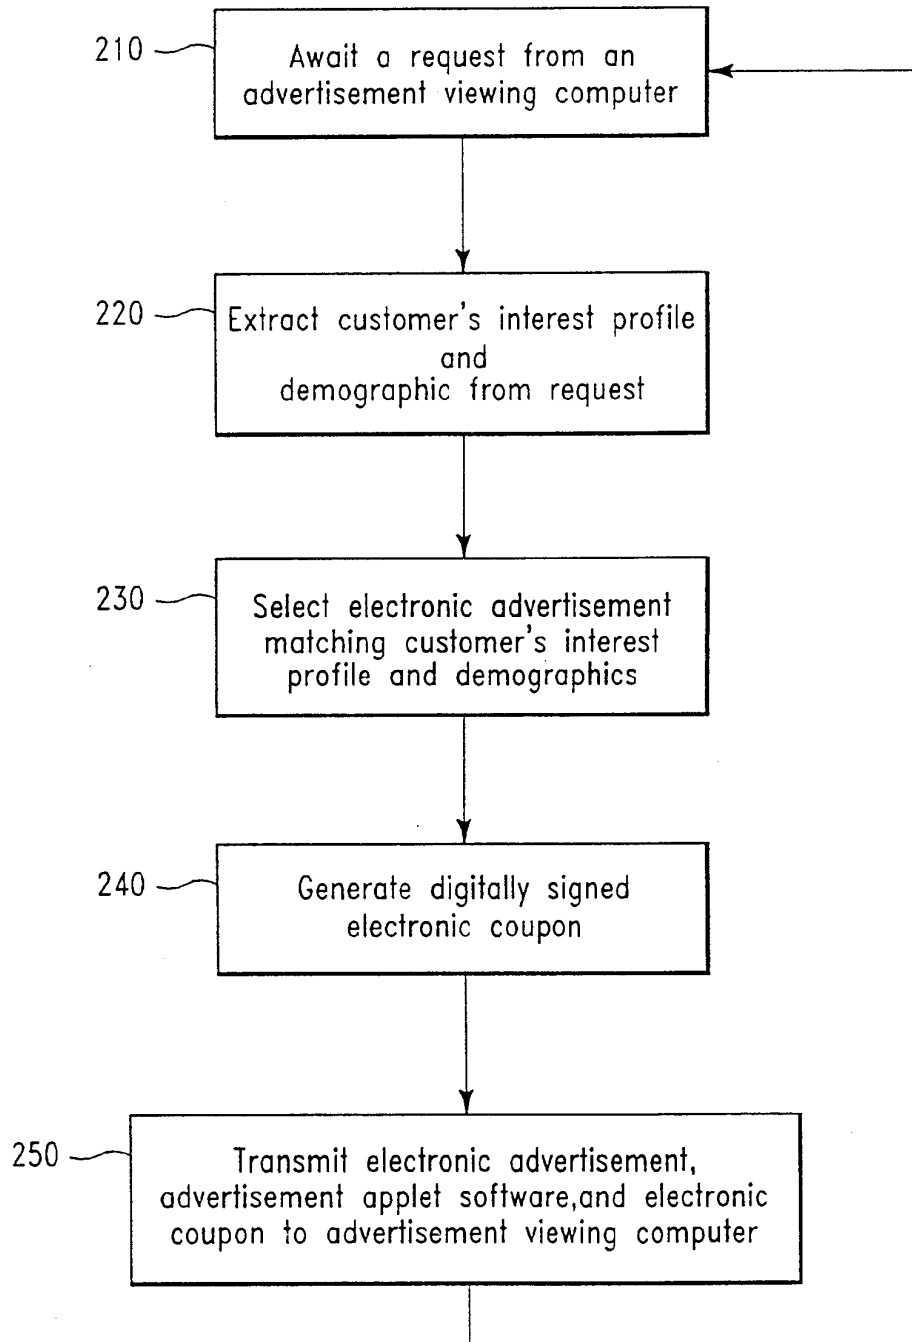 210
Await a request from an
advertisement viewing computer
220
Extract customer's interest profile
and
demographic from request
230
Select electronic advertisement
matching customer's interest
profile and demographics
240
Generate digitally signed
electronic coupon
250
Transmit electronic advertisement,
advertisement applet software,and electronic
coupon to advertisement viewing computer